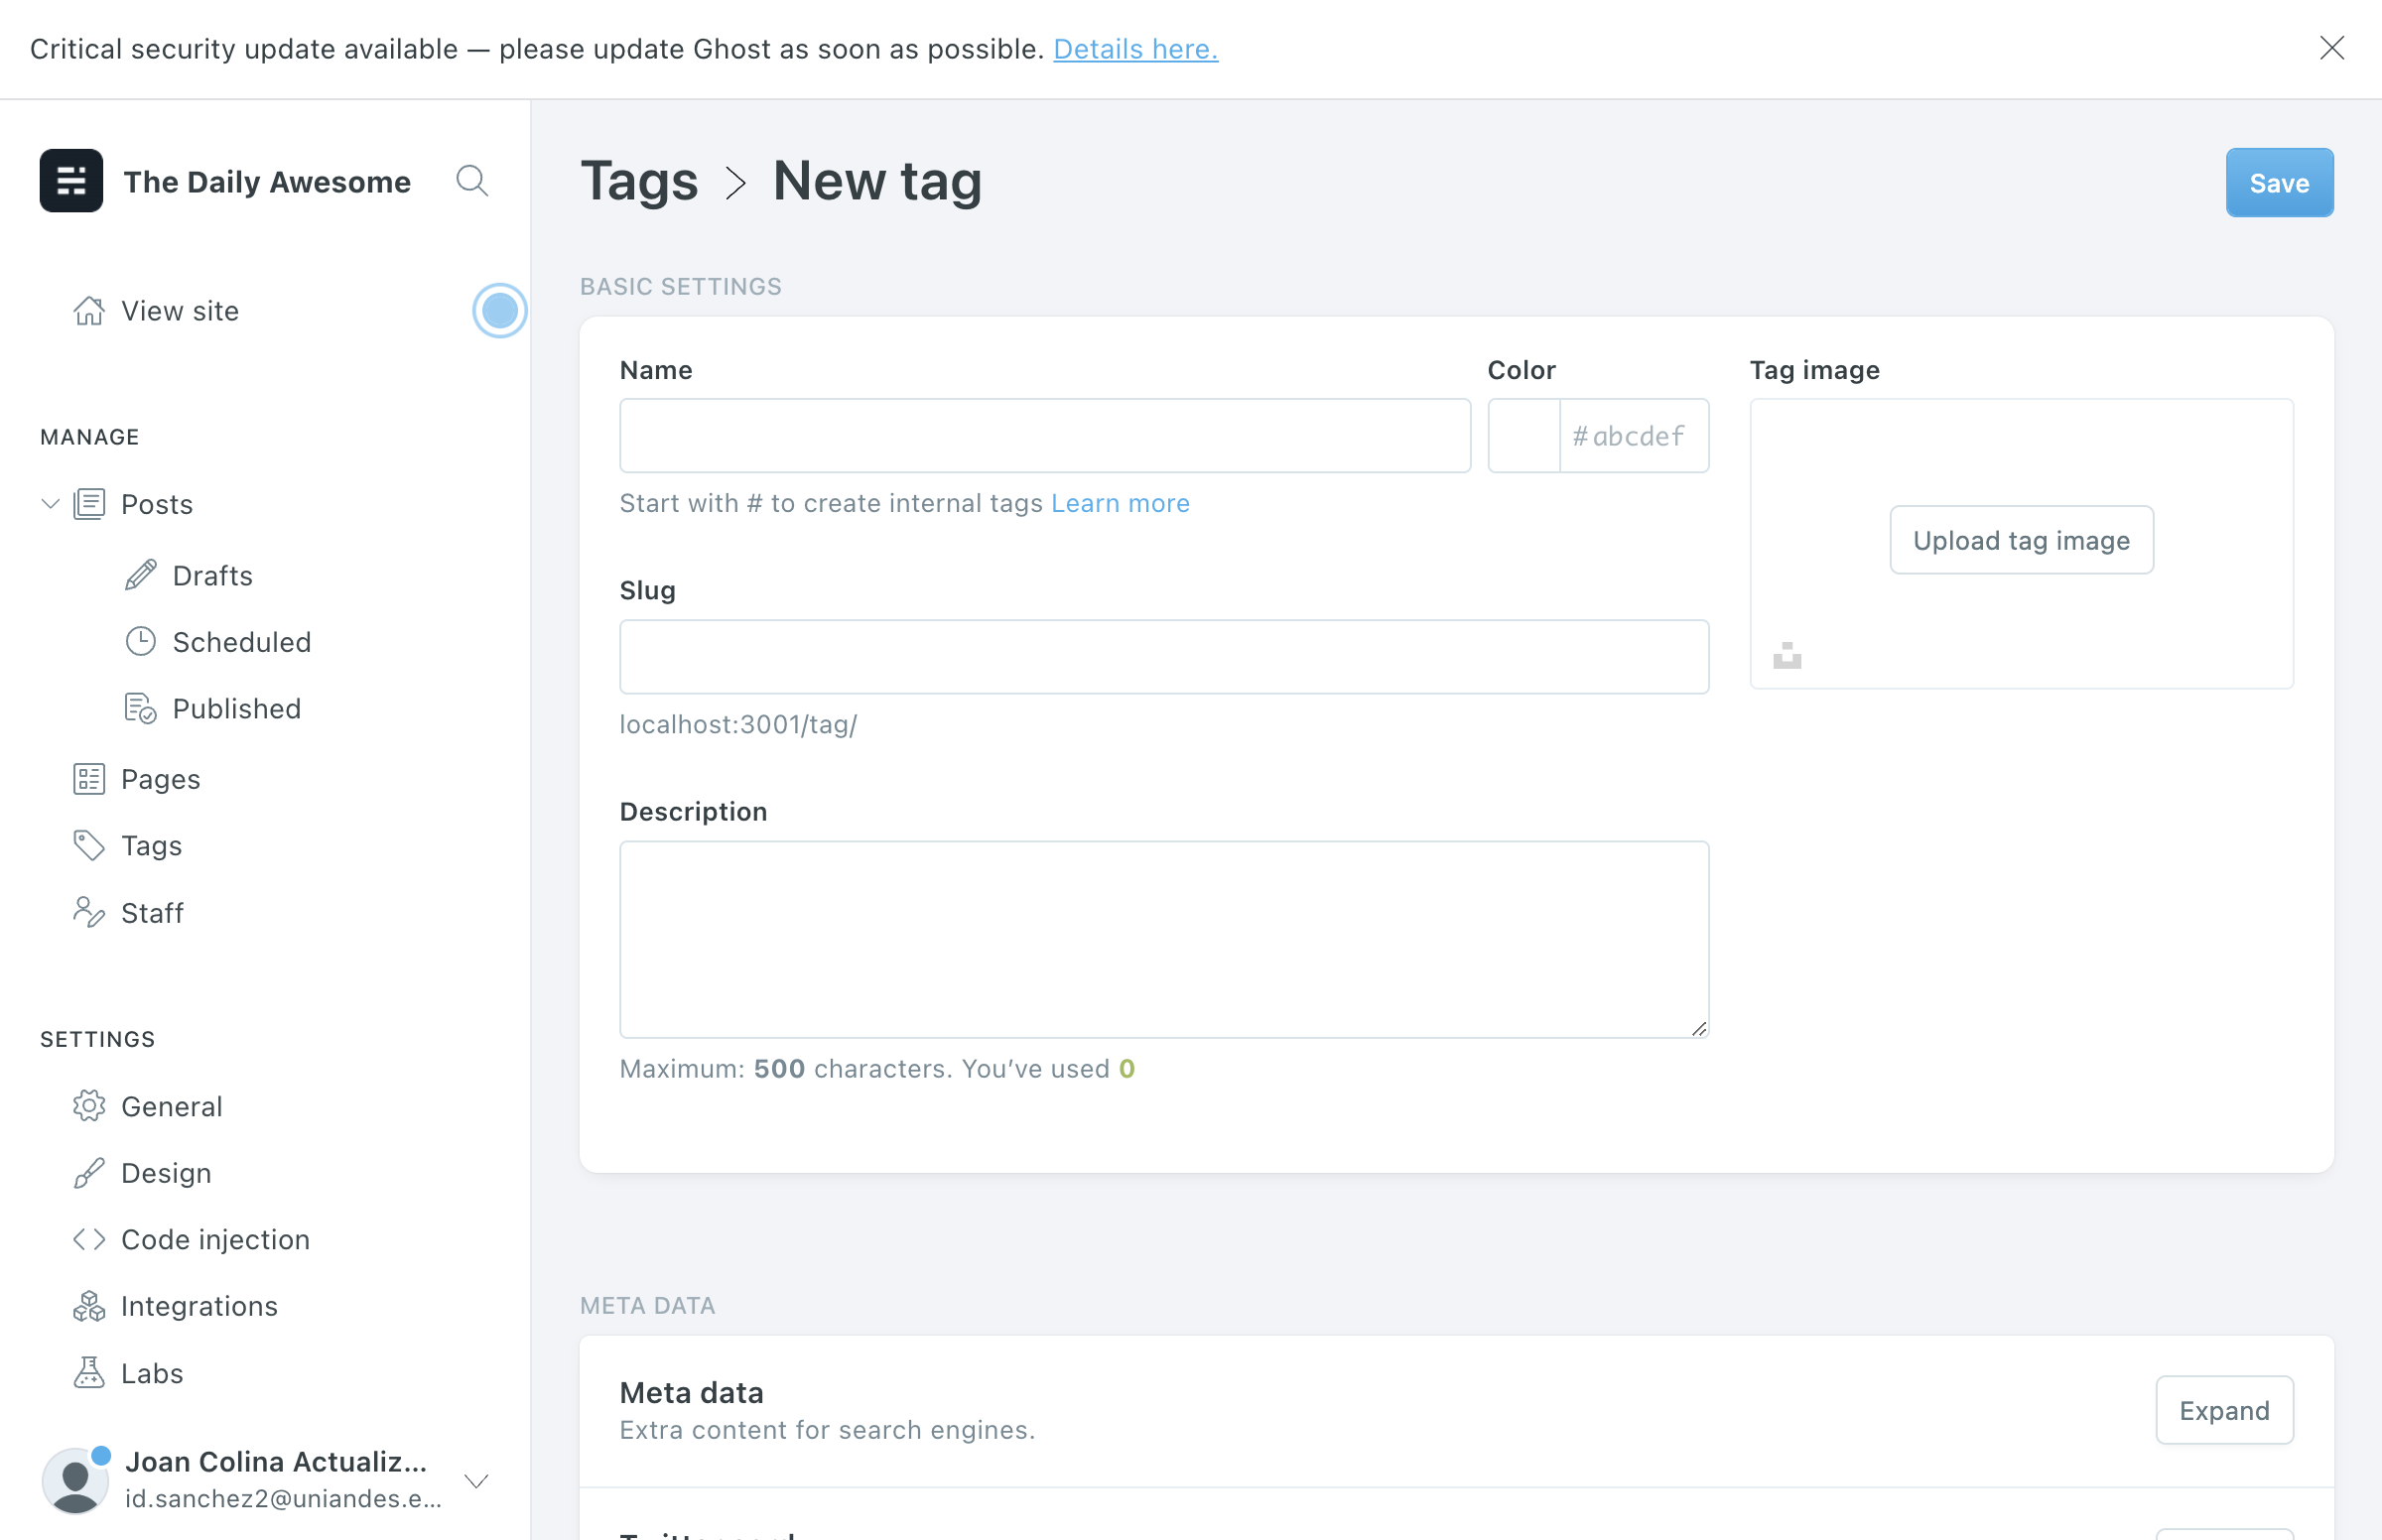 Critical security update available — please update Ghost as soon as possible. Details here.
The Daily Awesome
View site
MANAGE
Posts
Drafts
Scheduled
Published
Pages
Tags
Staff
SETTINGS
General
Design
Code injection
Integrations
Labs
Joan Colina Actualiz...
id.sanchez2@uniandes.e...
Tags > New tag
Save
BASIC SETTINGS
Name
Color
#abcdef
Start with # to create internal tags Learn more
Slug
localhost:3001/tag/
Description
Maximum: 500 characters. You’ve used 0
Tag image
Upload tag image
META DATA
Meta data
Extra content for search engines.
Expand